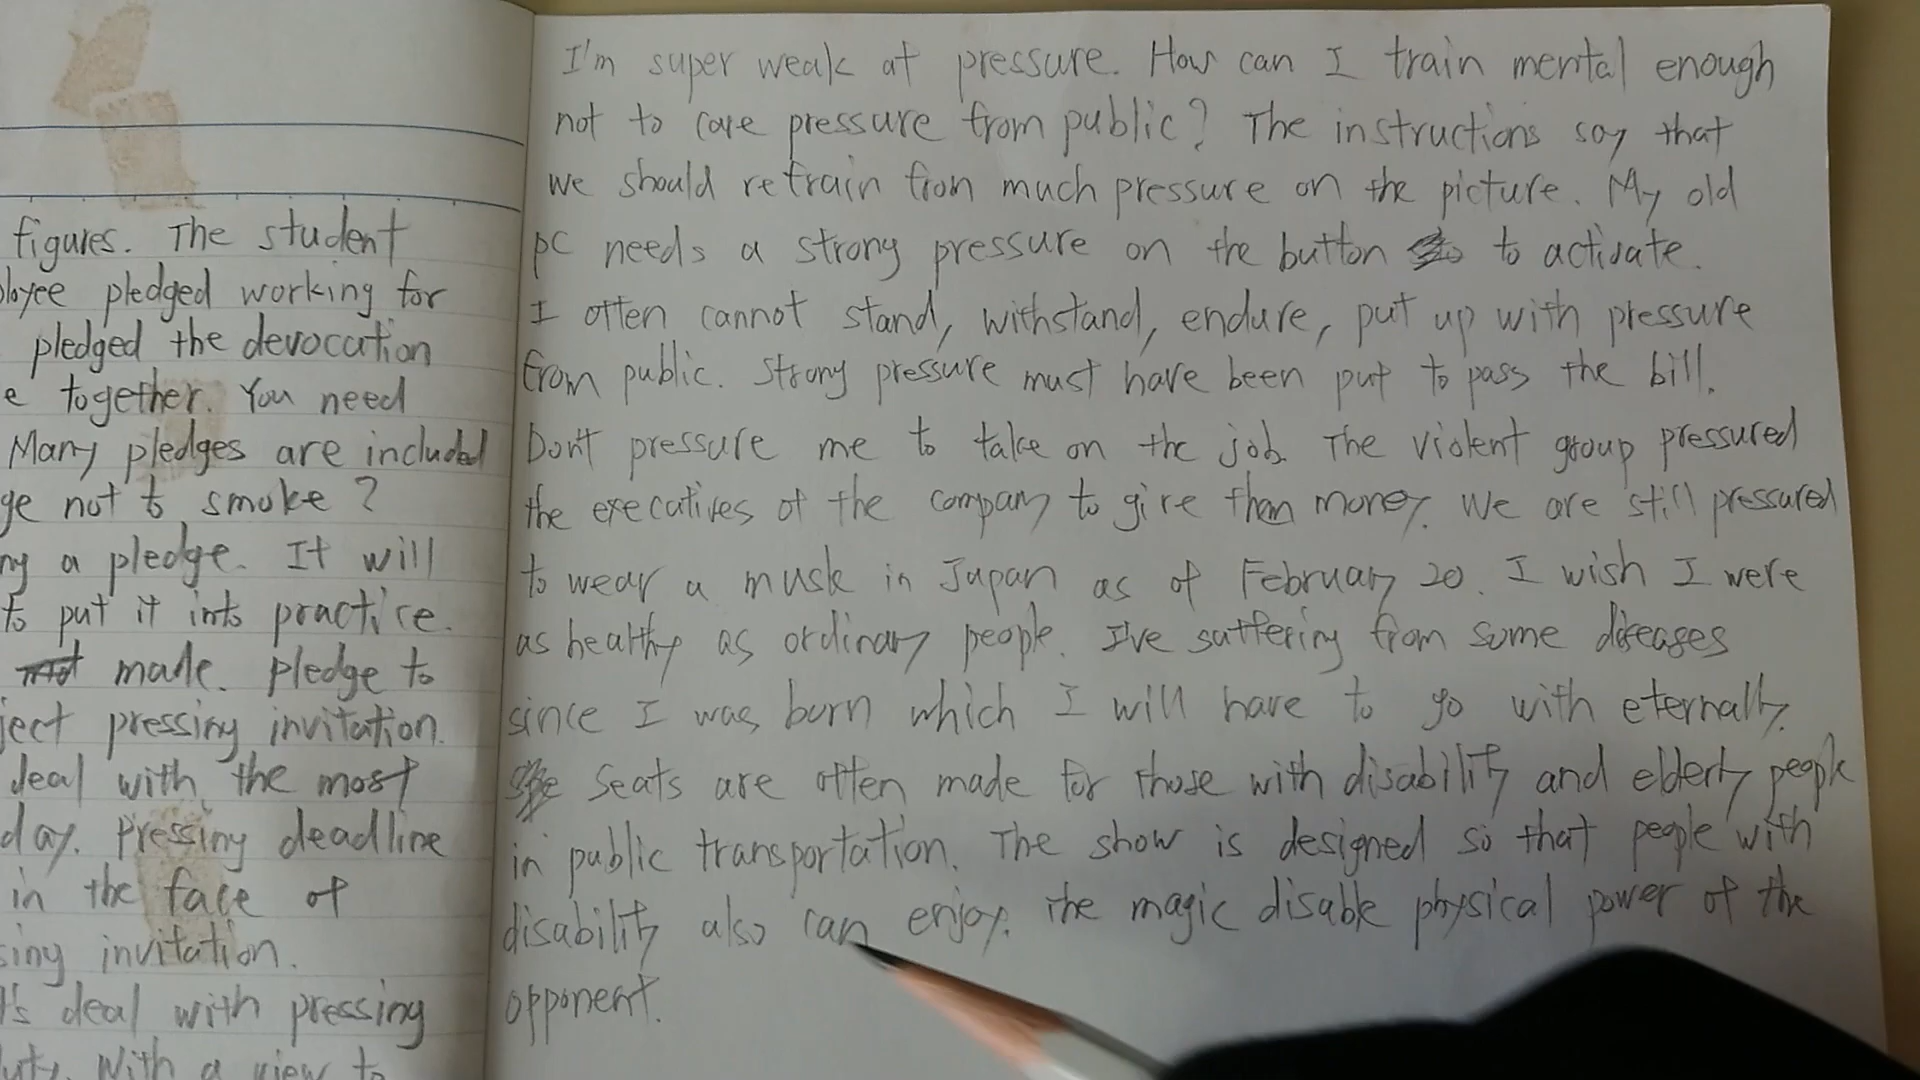 figures. The student
loyee pledged working for
pledged the devocation
e together. You need
Many pledges are included
ge not to smoke?
ny a pledge. It will
to put it into practice.
made. pledge to
ject pressing invitation.
deal with the most
day. Pressing deadline
in the face of
sing invitation.
t's deal with pressing
duty. With a view to
I'm super weak at pressure. How can I train mental enough
not to care pressure from public? The instructions say that
we should refrain from much pressure on the picture. My old
pc needs a strong pressure on the button to activate.
I often cannot stand, withstand, endure, put up with pressure
from public. Strong pressure must have been put to pass the bill.
Don't pressure me to take on the job. The violent group pressured
the executives of the company to give them money. We are still pressured
to wear a mask in Japan as of February 20. I wish I were
as healthy as ordinary people. I've suffering from some diseases
since I was born which I will have to go with eternally.
Seats are often made for those with disability and elderly people
in public transportation. The show is designed so that people with
disability also can enjoy. The magic disable physical power of the
opponent.